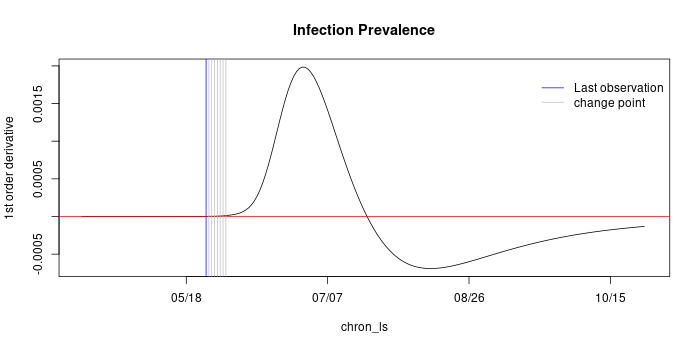 Infection Prevalence
1st order derivative
0.0015
0.0005
-0.0005
Last observation
change point
05/18
07/07
08/26
10/15
chron_ls